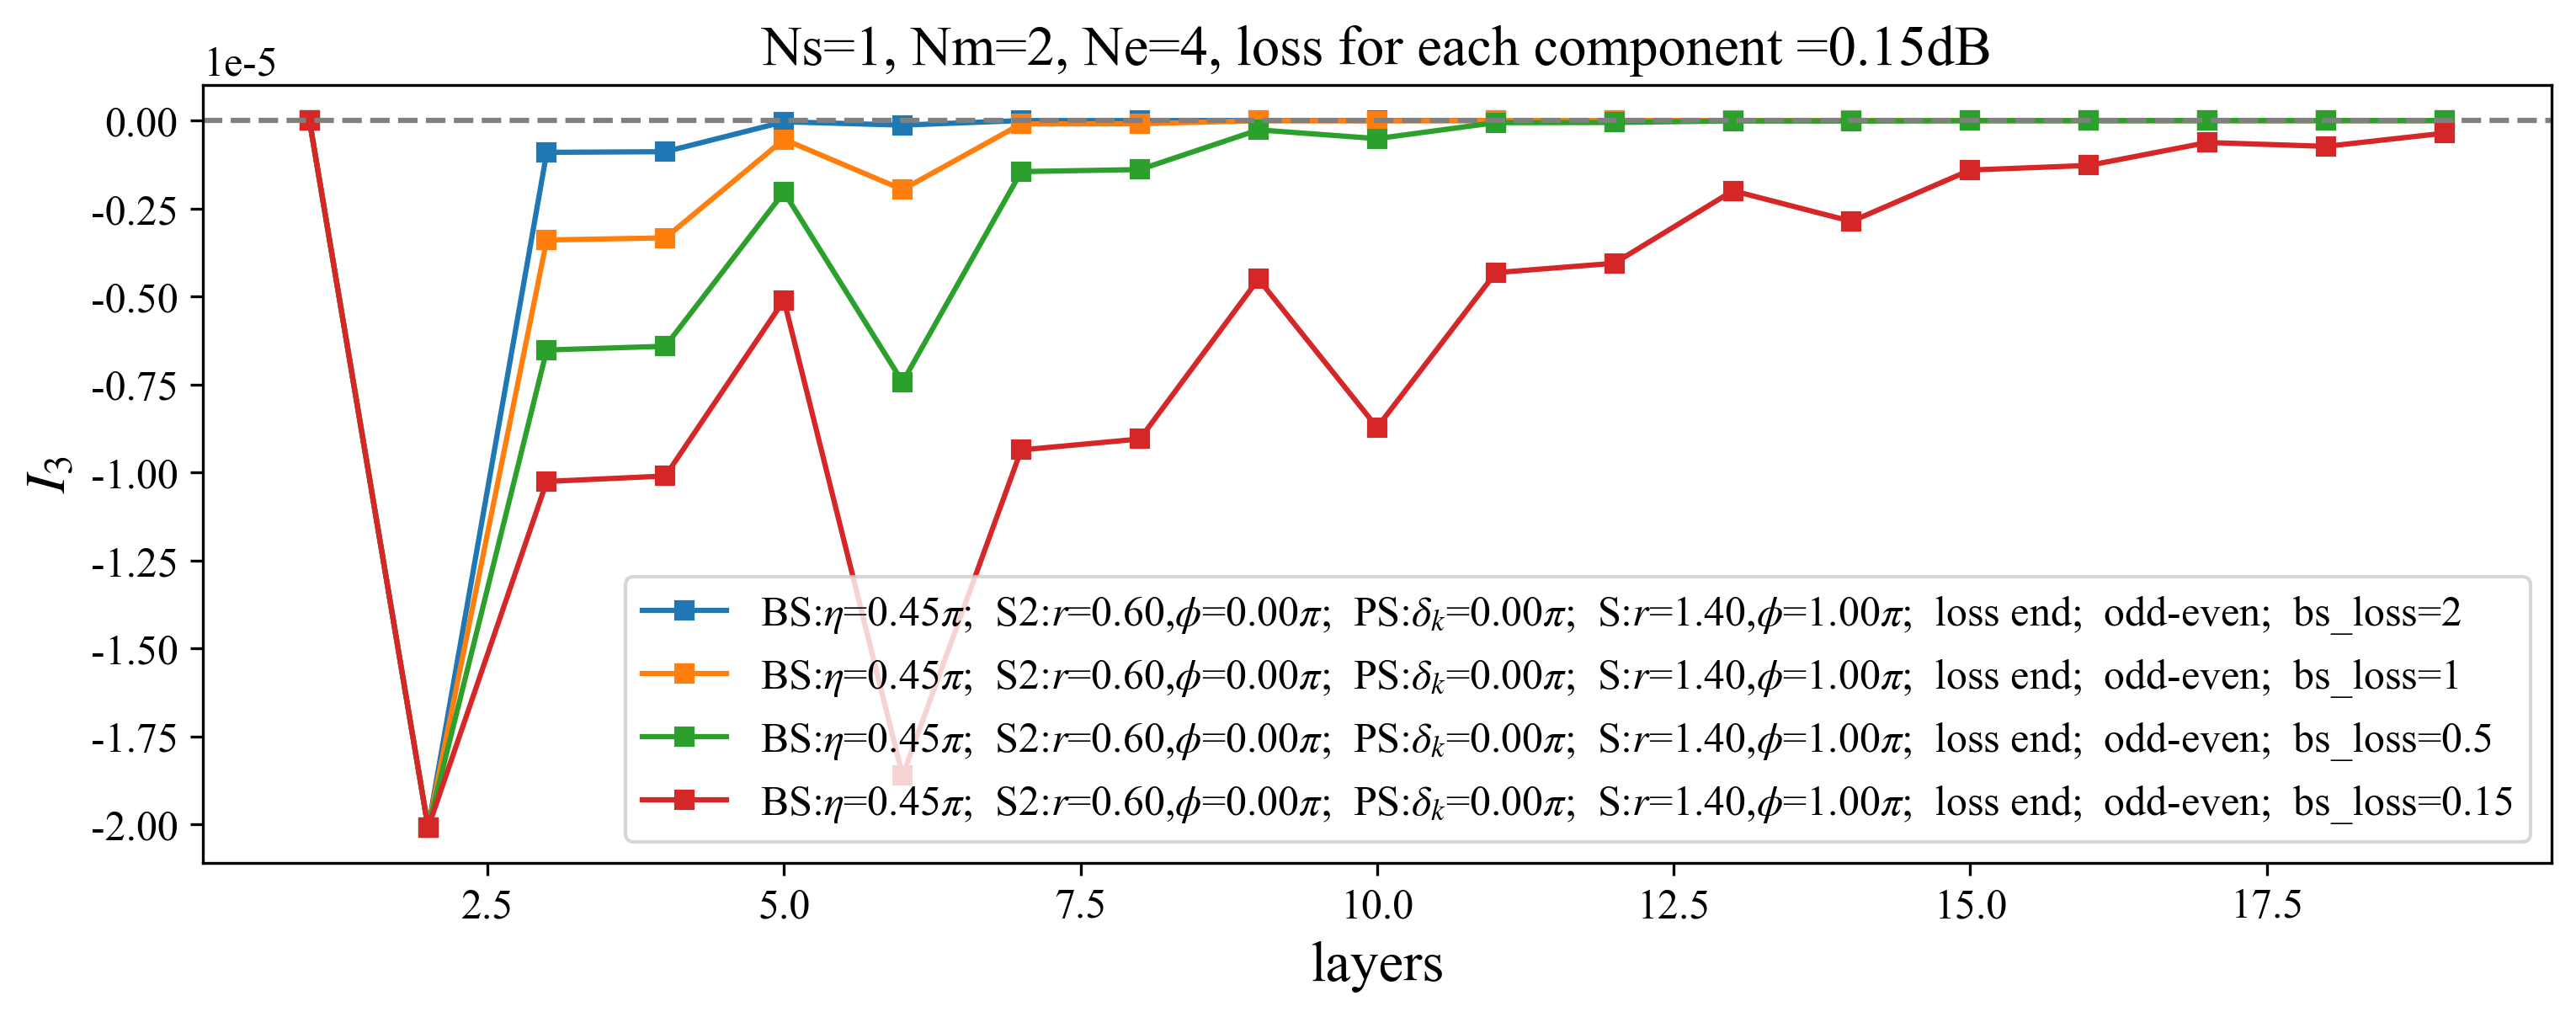 Ns=1, Nm=2, Ne=4, loss for each component =0.15dB
1e-5
0.00
-0.25
-0.50
-0.75
-1.00
-1.25
-1.50
-1.75
-2.00
I₃
BS:η=0.45π; S2:r=0.60,ϕ=0.00π; PS:δₖ=0.00π; S:r=1.40,ϕ=1.00π; loss end; odd-even; bs_loss=2
BS:η=0.45π; S2:r=0.60,ϕ=0.00π; PS:δₖ=0.00π; S:r=1.40,ϕ=1.00π; loss end; odd-even; bs_loss=1
BS:η=0.45π; S2:r=0.60,ϕ=0.00π; PS:δₖ=0.00π; S:r=1.40,ϕ=1.00π; loss end; odd-even; bs_loss=0.5
BS:η=0.45π; S2:r=0.60,ϕ=0.00π; PS:δₖ=0.00π; S:r=1.40,ϕ=1.00π; loss end; odd-even; bs_loss=0.15
2.5 5.0 7.5 10.0 12.5 15.0 17.5
layers